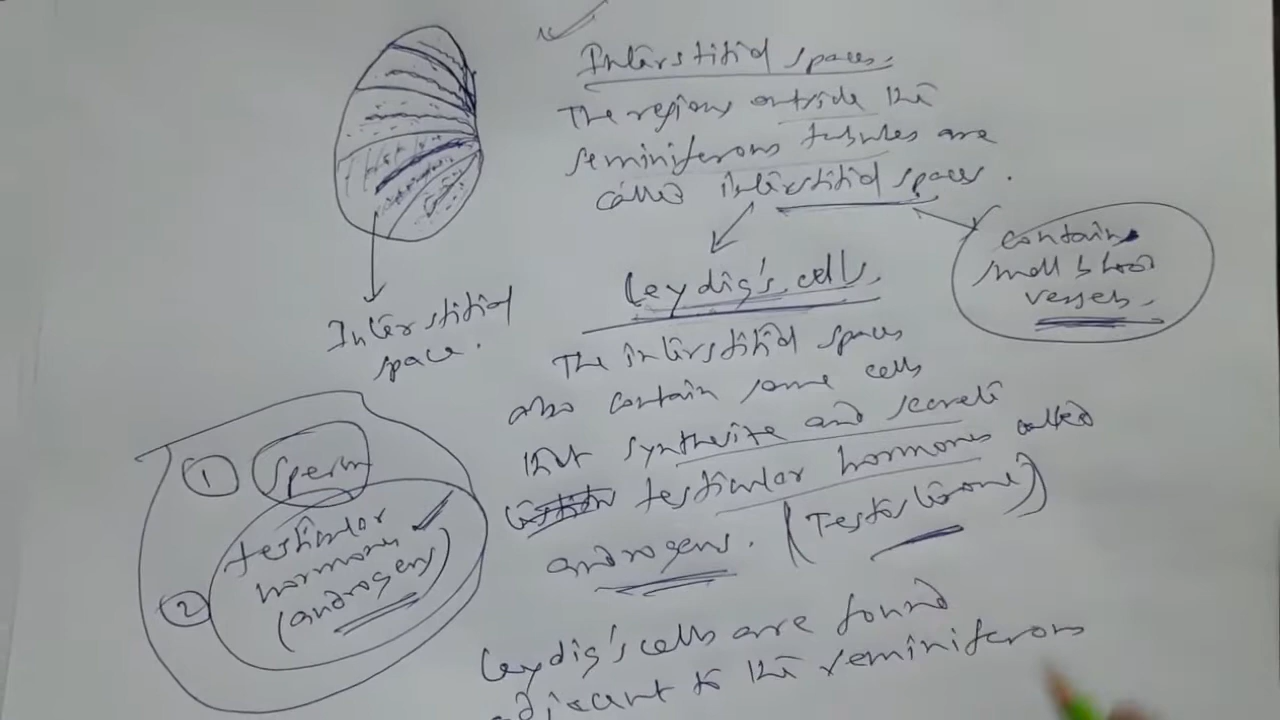 Interstitial spaces.
The regions outside the
seminiferous tubules are
called interstitial spaces.
contains
small blood
vessels.
Leydig's cells.
The interstitial spaces
also contain some cells
that synthesize and secrete
testicular hormones called
androgens. (Testosterone)
Leydig's cells are found
adjacent to the seminiferous
Interstitial
space.
1 Sperm
2 testicular
hormones
(androgens)